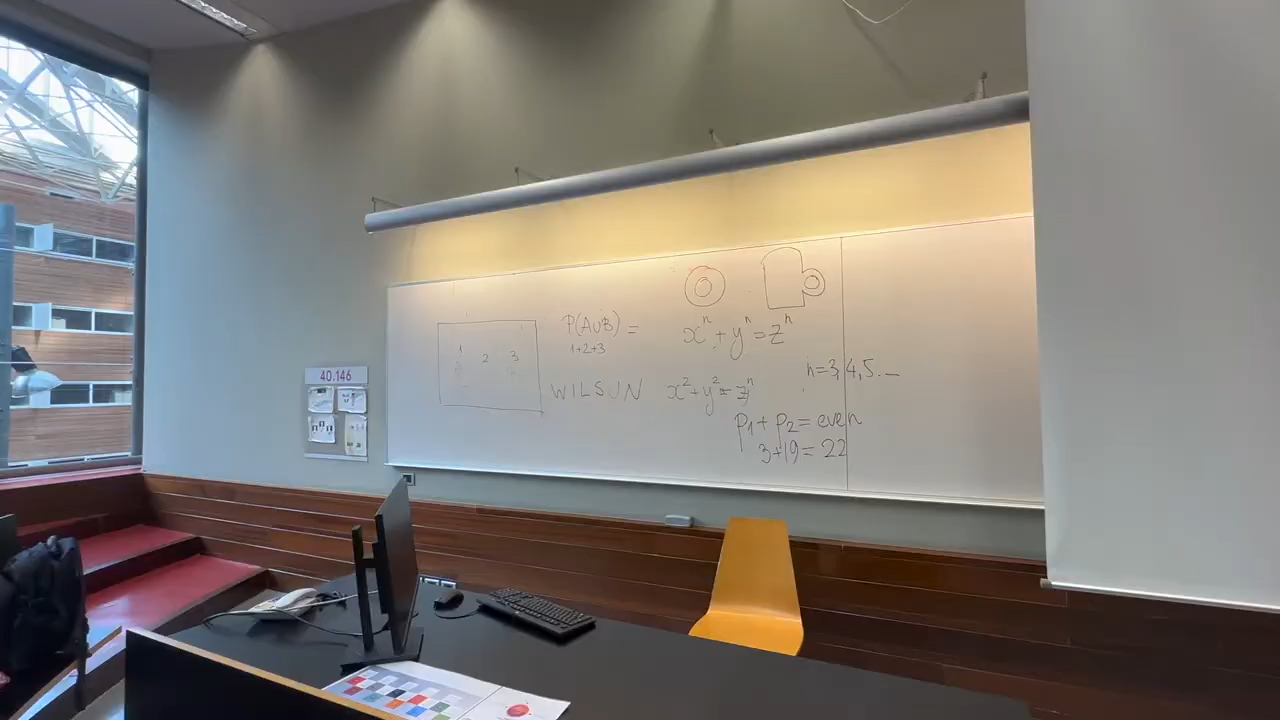 40.146
1 2 3
P(AUB) =
1+2+3
WILSON
xⁿ + yⁿ = zⁿ
n=3,4,5...
x² + y² = zⁿ
p₁ + p₂ = even
3+19 = 22